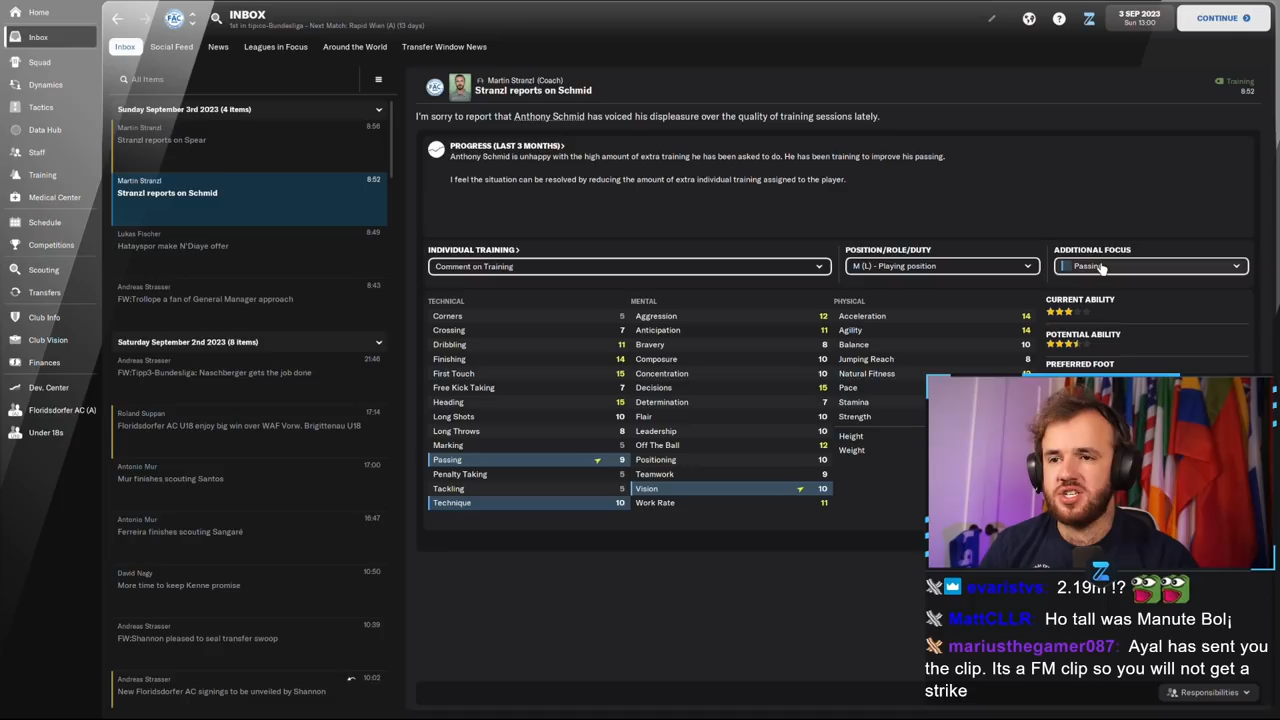 Home
Inbox
Squad
Dynamics
Tactics
Data Hub
Staff
Training
Medical Center
Schedule
Competitions
Scouting
Transfers
Club Info
Club Vision
Finances
Dev. Center
Floridsdorfer AC (A)
Under 18s
FAC
INBOX
1st in tipico-Bundesliga - Next Match: Rapid Wien (A) (13 days)
3 SEP 2023
Sun 13:00
CONTINUE
Inbox
Social Feed
News
Leagues in Focus
Around the World
Transfer Window News
All Items
Sunday September 3rd 2023 (4 items)
Martin Stranzl 8:56
Stranzl reports on Spear
Martin Stranzl 8:52
Stranzl reports on Schmid
Lukas Fischer 8:49
Hatayspor make N'Diaye offer
Andreas Strasser 8:43
FW:Trollope a fan of General Manager approach
Saturday September 2nd 2023 (8 items)
Andreas Strasser 21:46
FW:Tipp3-Bundesliga: Naschberger gets the job done
Roland Suppan 17:14
Floridsdorfer AC U18 enjoy big win over WAF Vorw. Brigittenau U18
Antonio Mur 17:00
Mur finishes scouting Santos
Antonio Mur 16:47
Ferreira finishes scouting Sangaré
David Nagy 10:50
More time to keep Kenne promise
Andreas Strasser 10:39
FW:Shannon pleased to seal transfer swoop
Andreas Strasser 10:02
New Floridsdorfer AC signings to be unveiled by Shannon
FAC
Martin Stranzl (Coach)
Stranzl reports on Schmid
Training
8:52
I'm sorry to report that Anthony Schmid has voiced his displeasure over the quality of training sessions lately.
PROGRESS (LAST 3 MONTHS)
Anthony Schmid is unhappy with the high amount of extra training he has been asked to do. He has been training to improve his passing.
I feel the situation can be resolved by reducing the amount of extra individual training assigned to the player.
INDIVIDUAL TRAINING
Comment on Training
POSITION/ROLE/DUTY
M (L) - Playing position
ADDITIONAL FOCUS
Passing
TECHNICAL
Corners 5
Crossing 7
Dribbling 11
Finishing 14
First Touch 15
Free Kick Taking 7
Heading 15
Long Shots 10
Long Throws 8
Marking 5
Passing 9
Penalty Taking 5
Tackling 5
Technique 10
MENTAL
Aggression 12
Anticipation 11
Bravery 8
Composure 10
Concentration 10
Decisions 15
Determination 7
Flair 10
Leadership 10
Off The Ball 12
Positioning 10
Teamwork 9
Vision 10
Work Rate 11
PHYSICAL
Acceleration 14
Agility 14
Balance 10
Jumping Reach 8
Natural Fitness
Pace
Stamina
Strength
Height
Weight
CURRENT ABILITY
POTENTIAL ABILITY
PREFERRED FOOT
evaristvs: 2.19m !?
MattCLLR: Ho tall was Manute Bol¡
mariusthegamer087: Ayal has sent you
the clip. Its a FM clip so you will not get a
strike
Responsibilities